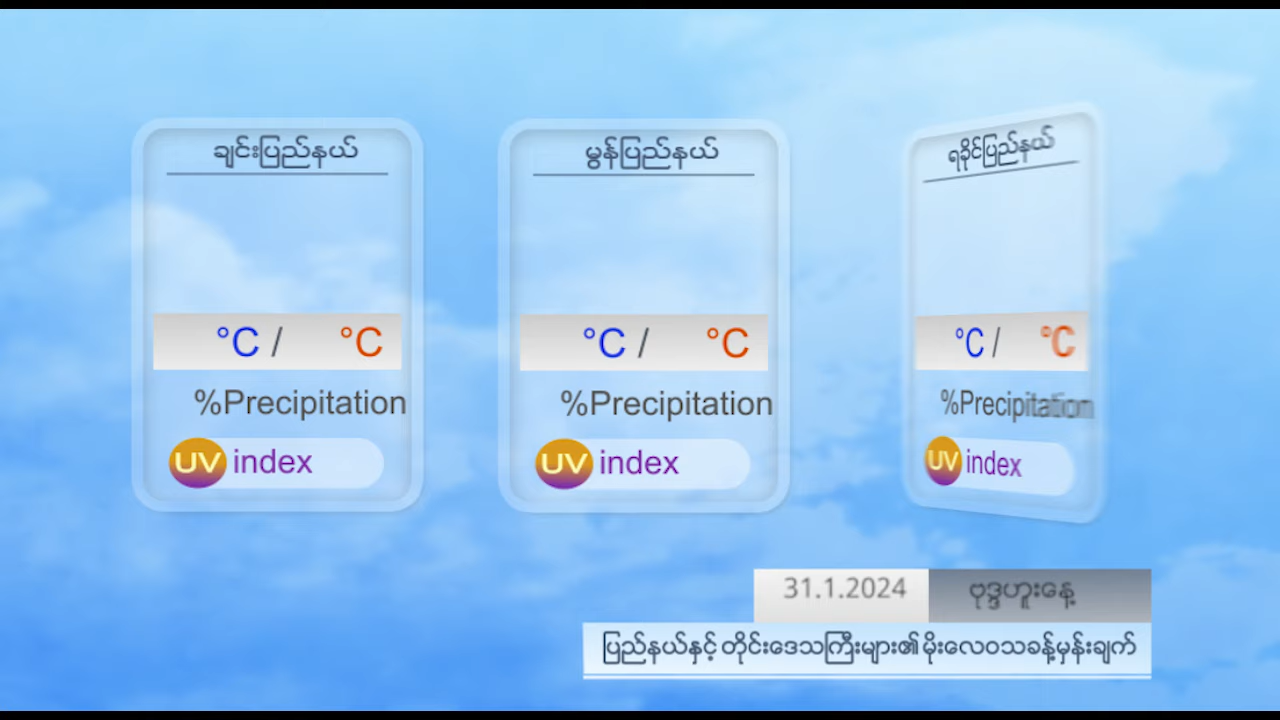 ချင်းပြည်နယ်
°C / °C
%Precipitation
UV index
မွန်ပြည်နယ်
°C / °C
%Precipitation
UV index
ရခိုင်ပြည်နယ်
°C / °C
%Precipitation
UV index
31.1.2024 ဗုဒ္ဓဟူးနေ့
ပြည်နယ်နှင့် တိုင်းဒေသကြီးများ၏ မိုးလေဝသခန့်မှန်းချက်